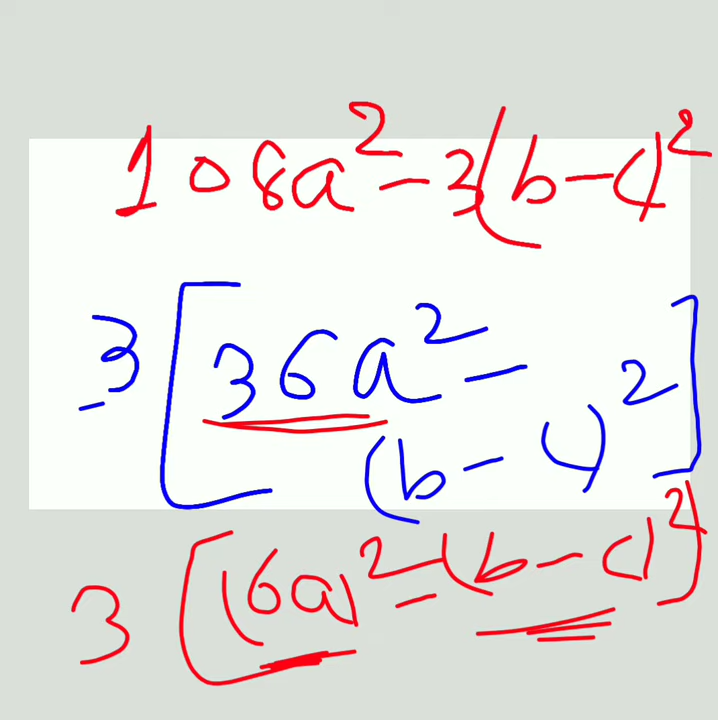 108a² - 3(b - c)²
3[36a² -
(b - c)²]
3[(6a)² - (b - c)²]